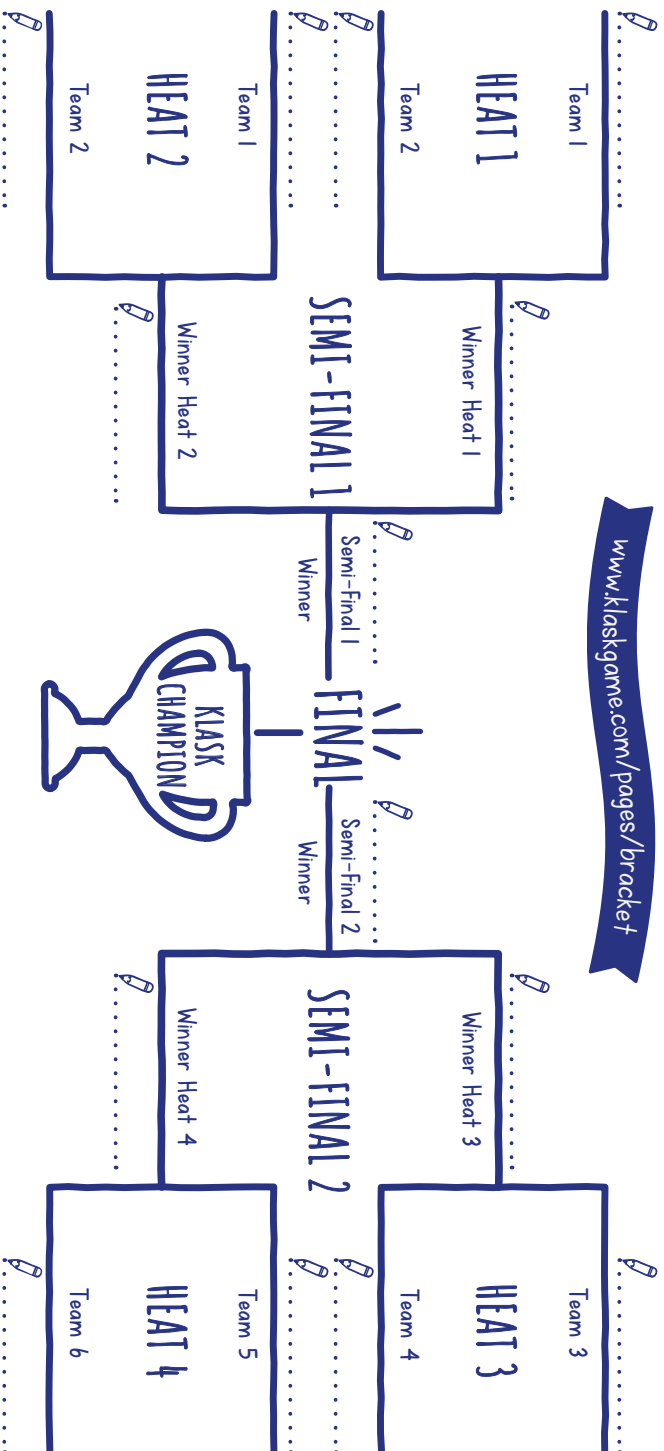 www.klaskgame.com/pages/bracket
Team 1
HEAT 1
Team 2
Team 1
HEAT 2
Team 2
Winner Heat 1
SEMI-FINAL 1
Winner Heat 2
Semi-Final 1
Winner
FINAL
Semi-Final 2
Winner
KLASK
CHAMPION
Winner Heat 3
SEMI-FINAL 2
Winner Heat 4
Team 3
HEAT 3
Team 4
Team 5
HEAT 4
Team 6